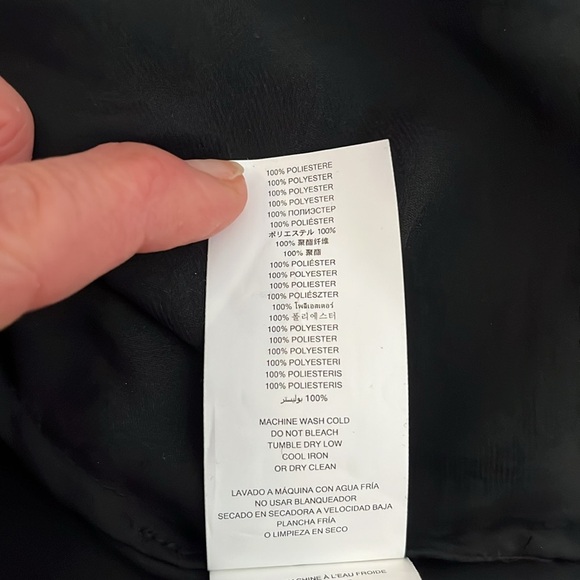 100% POLIESTERE
100% POLYESTER
100% POLYESTER
100% POLYESTER
100% ПОЛИЭСТЕР
100% POLIÉSTER
ポリエステル 100%
100% 聚酯纤维
100% 聚酯
100% POLIÉSTER
100% POLYESTER
100% POLIESTER
100% POLIÉSZTER
100% โพลีเอสเตอร์
100% 폴리에스터
100% POLYESTER
100% POLIESTER
100% POLYESTER
100% POLYESTERI
100% POLIESTERIS
100% POLIESTERIS
100% بوليستر
MACHINE WASH COLD
DO NOT BLEACH
TUMBLE DRY LOW
COOL IRON
OR DRY CLEAN
LAVADO A MÁQUINA CON AGUA FRÍA
NO USAR BLANQUEADOR
SECADO EN SECADORA A VELOCIDAD BAJA
PLANCHA FRÍA
O LIMPIEZA EN SECO
À L'EAU FROIDE